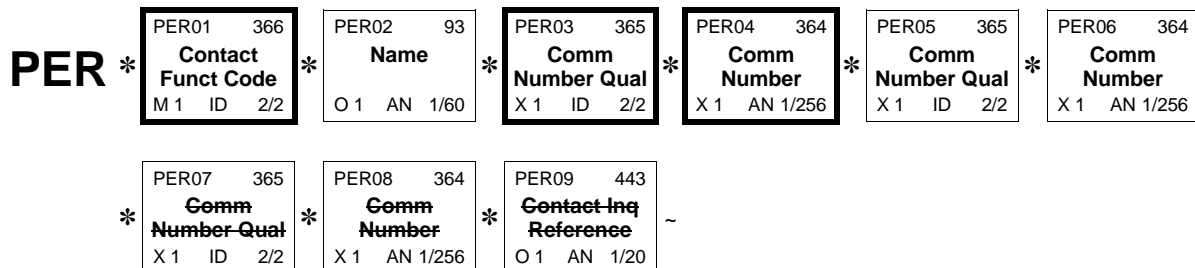 PER01 366 PER02 93 PER03 365 PER04 364 PER05 365 PER06 364
PER * Contact * Name * Comm * Comm * Comm * Comm
Funct Code Number Qual Number Number Qual Number
M 1 ID 2/2 O 1 AN 1/60 X 1 ID 2/2 X 1 AN 1/256 X 1 ID 2/2 X 1 AN 1/256
PER07 365 PER08 364 PER09 443
* Comm * Comm * Contact Inq ~
Number Qual Number Reference
X 1 ID 2/2 X 1 AN 1/256 O 1 AN 1/20